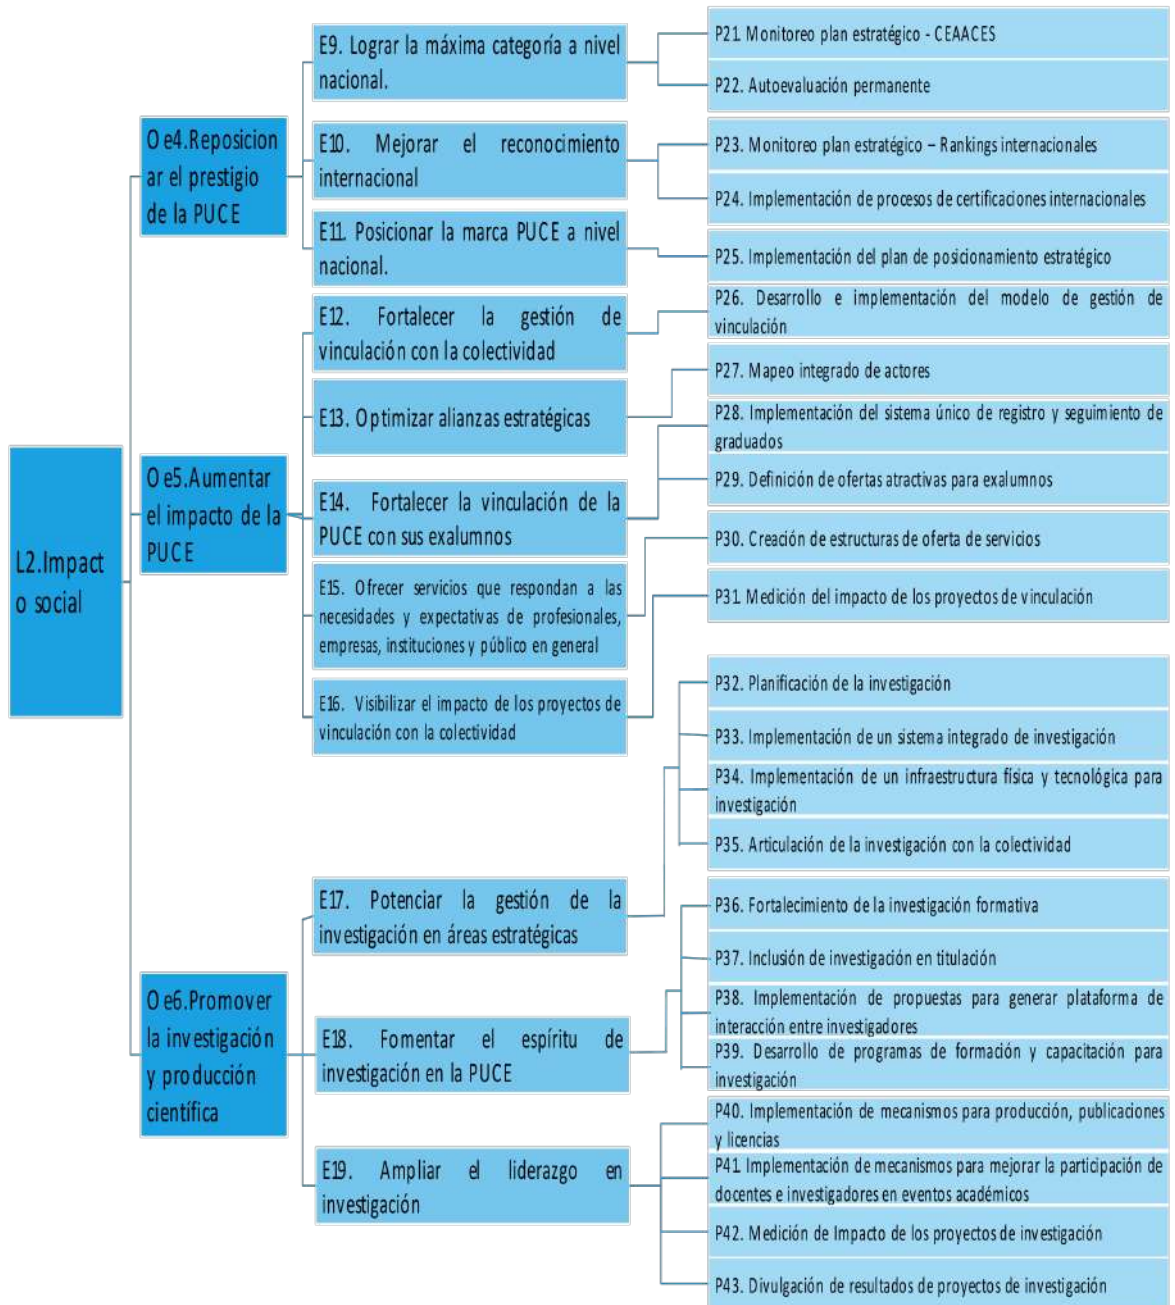 L2.Impact
o social
O e4.Reposicion
ar el prestigio
de la PUCE
E9. Lograr la máxima categoría a nivel
nacional.
P21. Monitoreo plan estratégico - CEAACES
P22. Autoevaluación permanente
E10. Mejorar el reconocimiento
internacional
P23. Monitoreo plan estratégico – Rankings internacionales
P24. Implementación de procesos de certificaciones internacionales
E11. Posicionar la marca PUCE a nivel
nacional.
P25. Implementación del plan de posicionamiento estratégico
O e5.Aumentar
el impacto de la
PUCE
E12. Fortalecer la gestión de
vinculación con la colectividad
P26. Desarrollo e implementación del modelo de gestión de
vinculación
E13. Optimizar alianzas estratégicas
P27. Mapeo integrado de actores
E14. Fortalecer la vinculación de la
PUCE con sus exalumnos
P28. Implementación del sistema único de registro y seguimiento de
graduados
P29. Definición de ofertas atractivas para exalumnos
E15. Ofrecer servicios que respondan a las
necesidades y expectativas de profesionales,
empresas, instituciones y público en general
P30. Creación de estructuras de oferta de servicios
E16. Visibilizar el impacto de los proyectos de
vinculación con la colectividad
P31. Medición del impacto de los proyectos de vinculación
O e6.Promover
la investigación
y producción
científica
E17. Potenciar la gestión de la
investigación en áreas estratégicas
P32. Planificación de la investigación
P33. Implementación de un sistema integrado de investigación
P34. Implementación de un infraestructura física y tecnológica para
investigación
P35. Articulación de la investigación con la colectividad
E18. Fomentar el espíritu de
investigación en la PUCE
P36. Fortalecimiento de la investigación formativa
P37. Inclusión de investigación en titulación
P38. Implementación de propuestas para generar plataforma de
interacción entre investigadores
P39. Desarrollo de programas de formación y capacitación para
investigación
E19. Ampliar el liderazgo en
investigación
P40. Implementación de mecanismos para producción, publicaciones
y licencias
P41. Implementación de mecanismos para mejorar la participación de
docentes e investigadores en eventos académicos
P42. Medición de Impacto de los proyectos de investigación
P43. Divulgación de resultados de proyectos de investigación